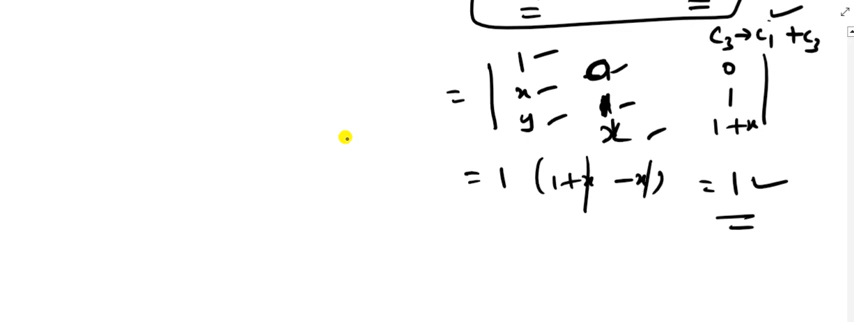 C₃→C₁+C₃
= | 1 0 0 |
| x 1 1 |
| y x 1+x |
= 1 (1+x -x) = 1